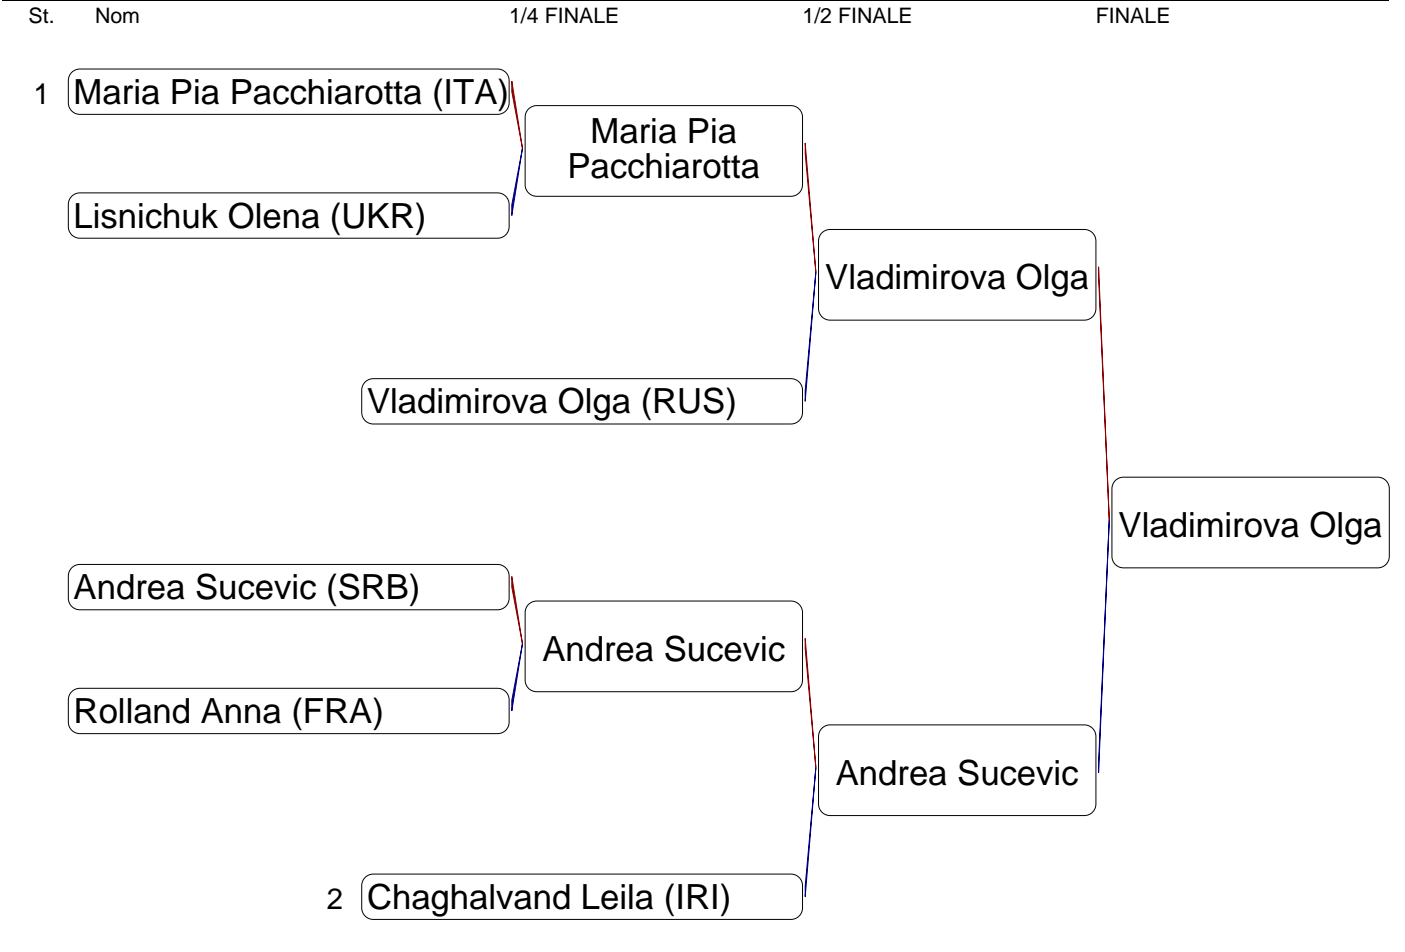 St. Nom 1/4 FINALE 1/2 FINALE FINALE
1 Maria Pia Pacchiarotta (ITA)
Maria Pia
Pacchiarotta
Lisnichuk Olena (UKR)
Vladimirova Olga
Vladimirova Olga (RUS)
Vladimirova Olga
Andrea Sucevic (SRB)
Andrea Sucevic
Rolland Anna (FRA)
Andrea Sucevic
2 Chaghalvand Leila (IRI)